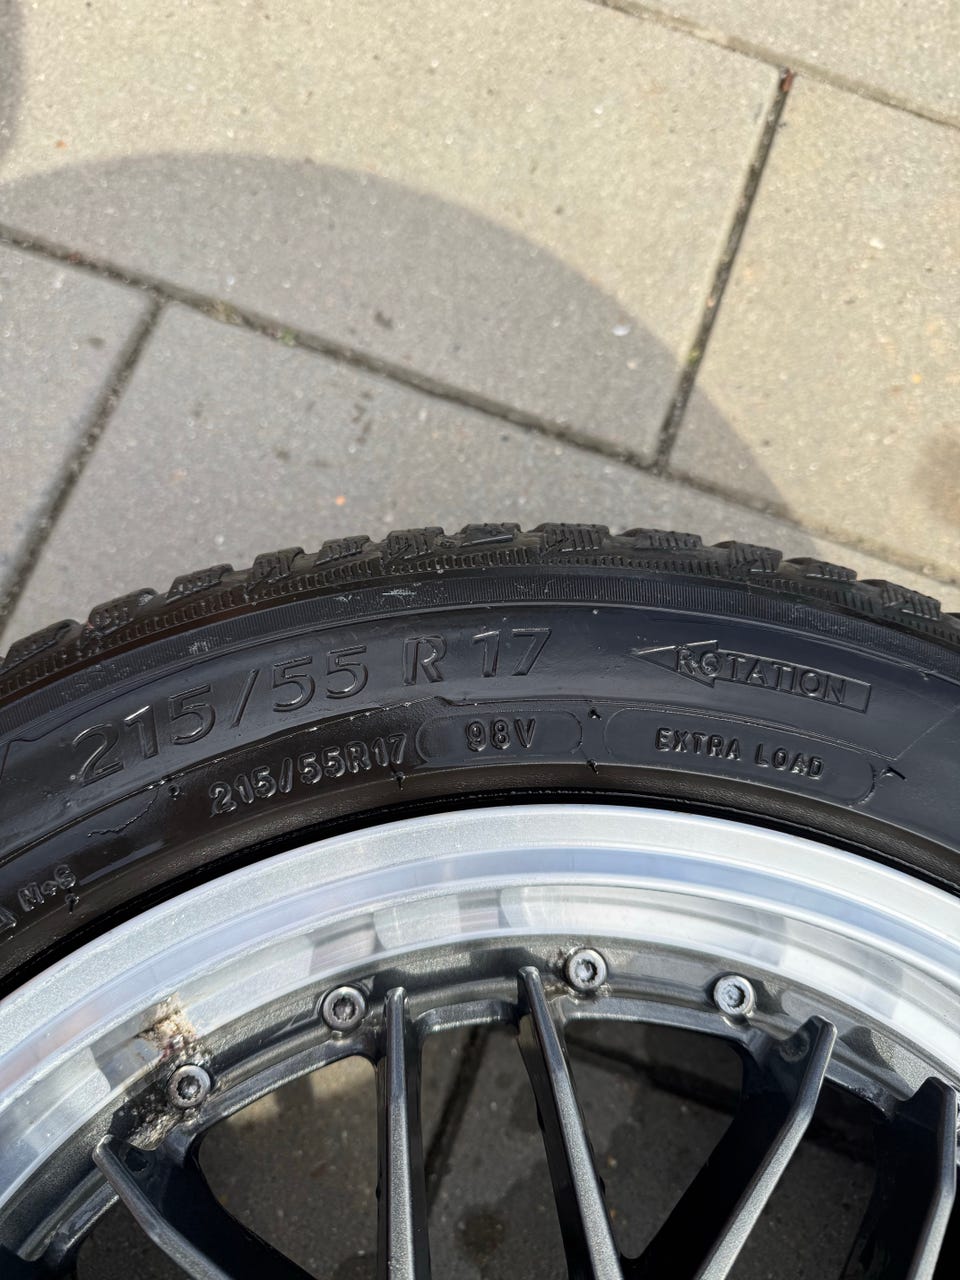 215/55 R 17
ROTATION
215/55R17
98V
EXTRA LOAD
M+S